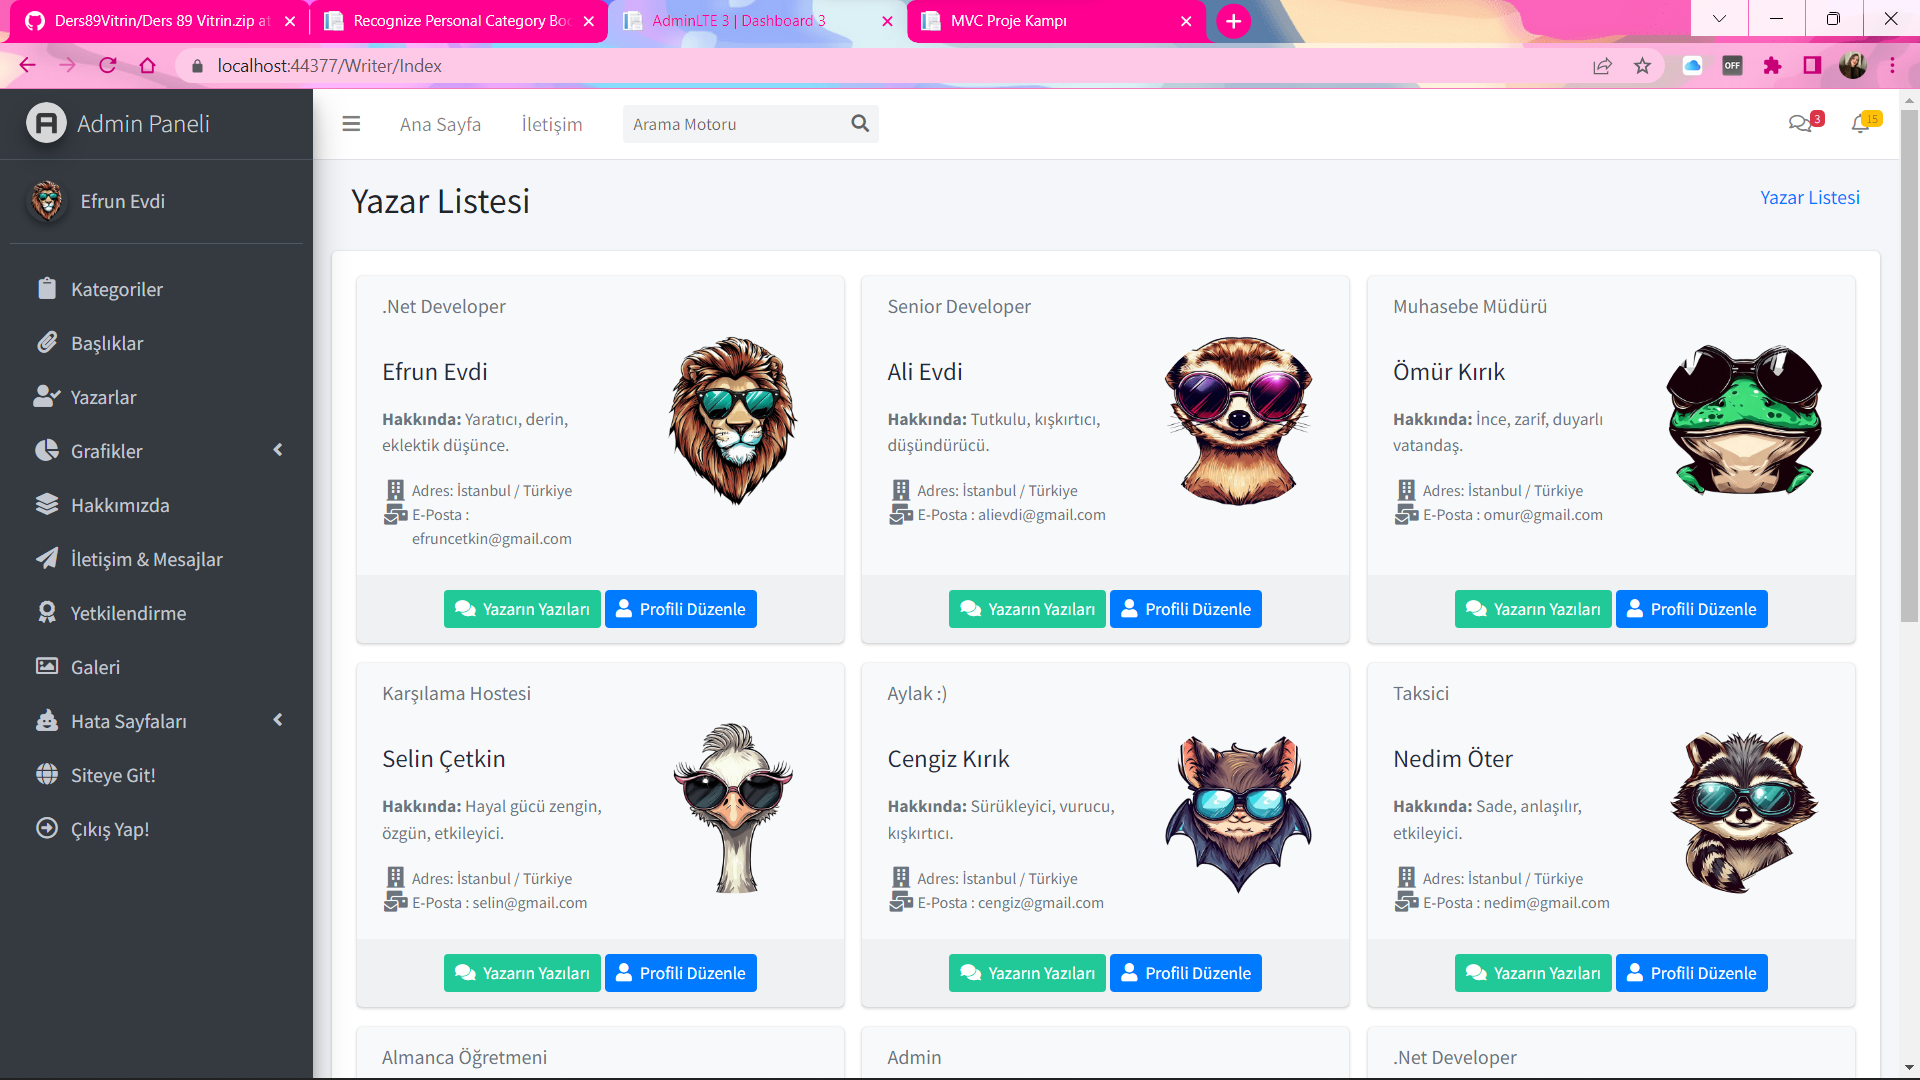 Ders89Vitrin/Ders 89 Vitrin.zip at
Recognize Personal Category Boo
AdminLTE 3 | Dashboard 3
MVC Proje Kampı
localhost:44377/Writer/Index
OFF
Admin Paneli
Ana Sayfa
İletişim
Arama Motoru
3
15
Efrun Evdi
Yazar Listesi
Yazar Listesi
Kategoriler
Başlıklar
Yazarlar
Grafikler
Hakkımızda
İletişim & Mesajlar
Yetkilendirme
Galeri
Hata Sayfaları
Siteye Git!
Çıkış Yap!
.Net Developer
Efrun Evdi
Hakkında: Yaratıcı, derin,
eklektik düşünce.
Adres: İstanbul / Türkiye
E-Posta :
efruncetkin@gmail.com
Yazarın Yazıları
Profili Düzenle
Senior Developer
Ali Evdi
Hakkında: Tutkulu, kışkırtıcı,
düşündürücü.
Adres: İstanbul / Türkiye
E-Posta : alievdi@gmail.com
Yazarın Yazıları
Profili Düzenle
Muhasebe Müdürü
Ömür Kırık
Hakkında: İnce, zarif, duyarlı
vatandaş.
Adres: İstanbul / Türkiye
E-Posta : omur@gmail.com
Yazarın Yazıları
Profili Düzenle
Karşılama Hostesi
Selin Çetkin
Hakkında: Hayal gücü zengin,
özgün, etkileyici.
Adres: İstanbul / Türkiye
E-Posta : selin@gmail.com
Yazarın Yazıları
Profili Düzenle
Aylak :)
Cengiz Kırık
Hakkında: Sürükleyici, vurucu,
kışkırtıcı.
Adres: İstanbul / Türkiye
E-Posta : cengiz@gmail.com
Yazarın Yazıları
Profili Düzenle
Taksici
Nedim Öter
Hakkında: Sade, anlaşılır,
etkileyici.
Adres: İstanbul / Türkiye
E-Posta : nedim@gmail.com
Yazarın Yazıları
Profili Düzenle
Almanca Öğretmeni
Admin
.Net Developer